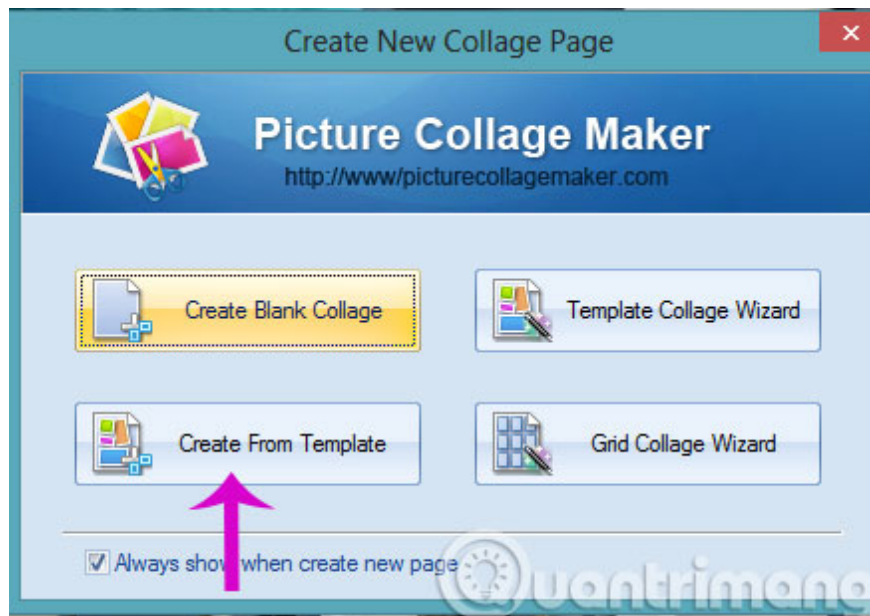 Create New Collage Page
Picture Collage Maker
http://www/picturecollagemaker.com
Create Blank Collage
Template Collage Wizard
Create From Template
Grid Collage Wizard
Always show when create new page
Quantrimang